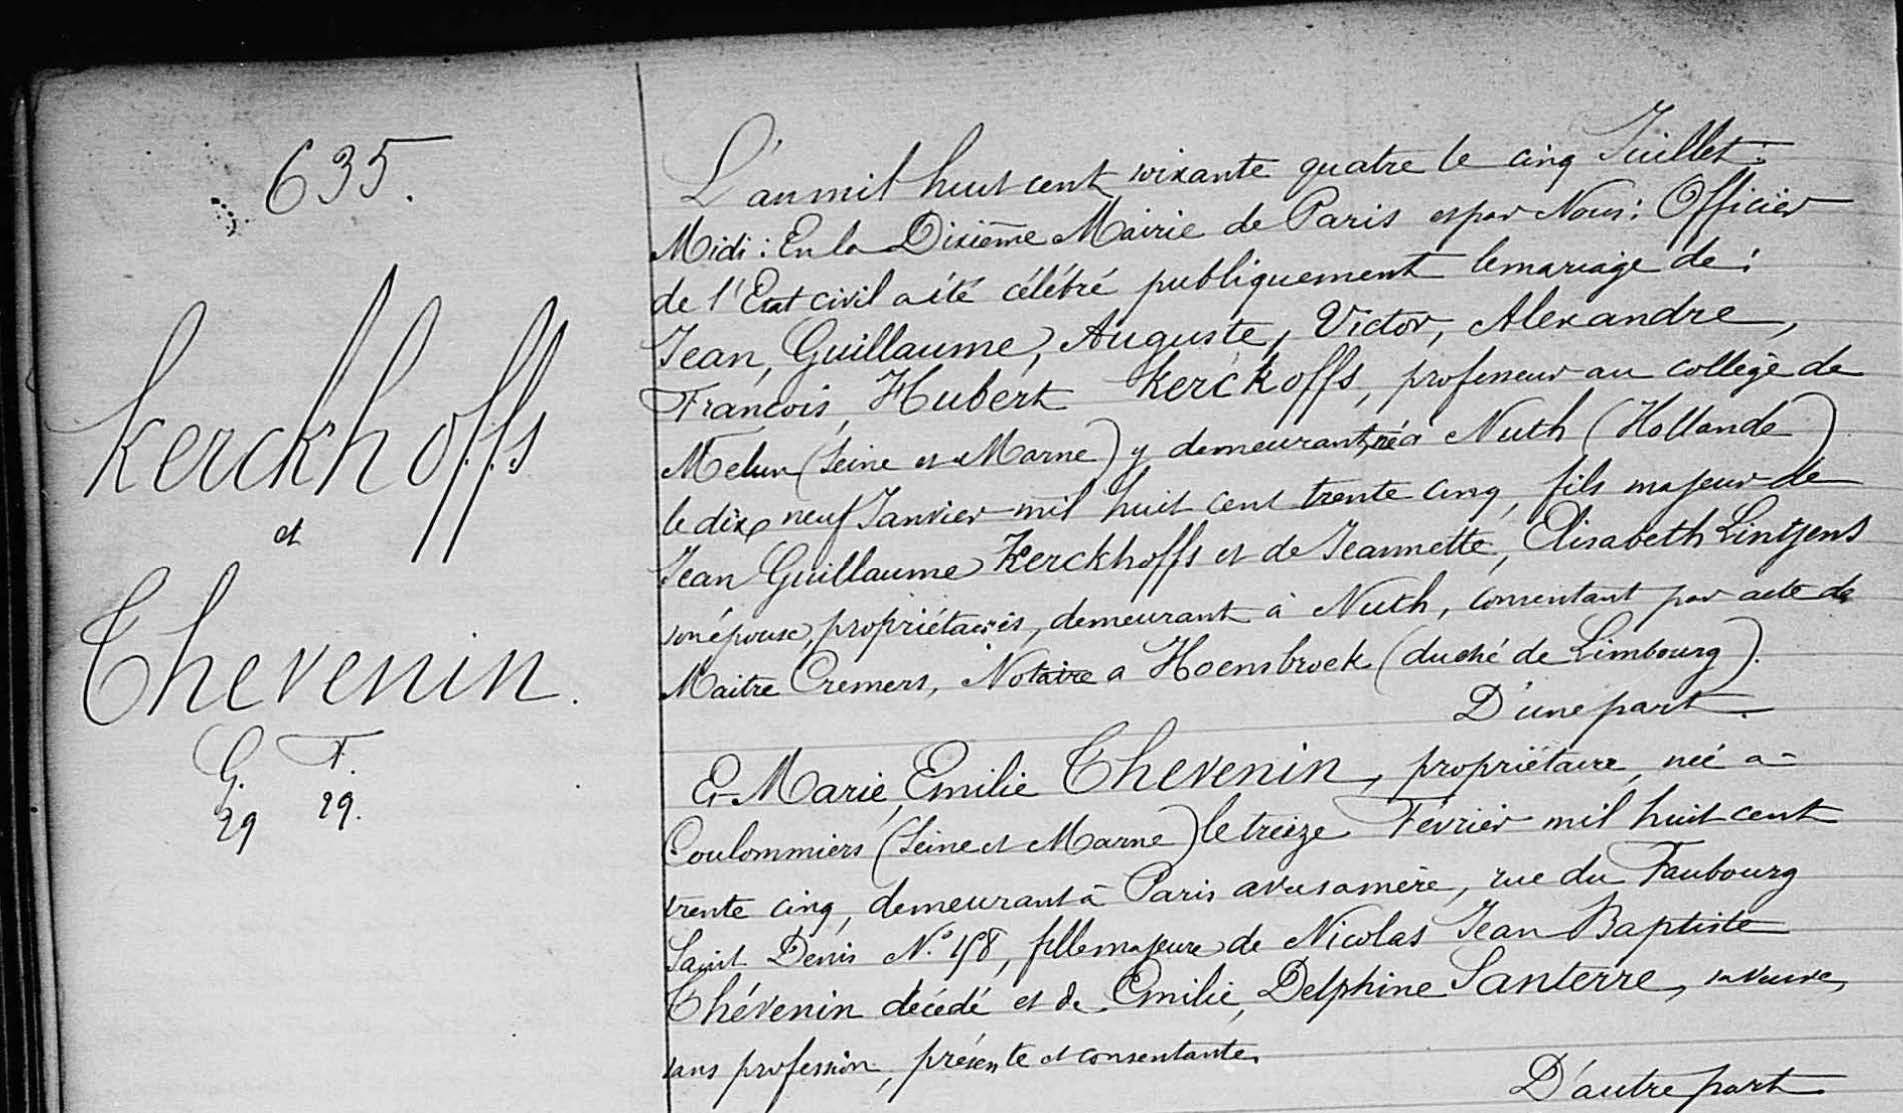 635.
Kerckhoffs
et
Thevenin.
G. F.
29 29.
L'an mil huit cent soixante quatre le cinq Juillet:
Midi: En la Dixième Mairie de Paris et par Nous: Officier
de l'Etat civil a été célébré publiquement le mariage de:
Jean, Guillaume, Auguste, Victor, Alexandre,
François, Hubert Kerckoffs, professeur au collège de
Melun (Seine et Marne) y demeurant, né à Nuth (Hollande)
le dix neuf Janvier mil huit cent trente cinq, fils majeur de
Jean Guillaume Kerckhoffs et de Jeannette, Elisabeth Lintjens
son épouse, propriétaires, demeurant à Nuth, consentant par acte de
Maitre Cremers, Notaire a Hoensbroek (duché de Limbourg).
D'une part.
Et Marie, Emilie Thevenin, propriétaire, née à
Coulommiers (Seine et Marne) le treize Février mil huit cent
trente cinq, demeurant à Paris avec sa mère, rue du Faubourg
Saint Denis N.º 148, fille majeure de Nicolas Jean Baptiste
Thévenin décédé et de Emilie, Delphine Santerre, sa veuve,
sans profession, présente et consentante,
D'autre part